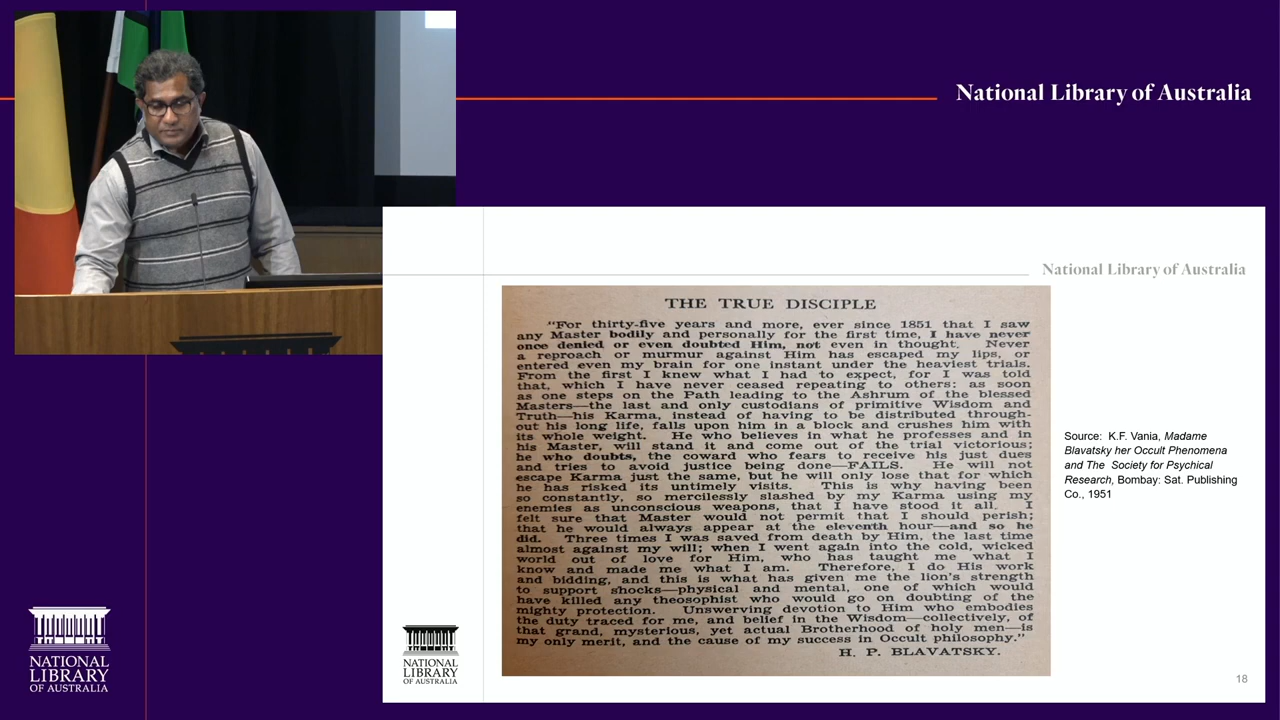 National Library of Australia
National Library of Australia
THE TRUE DISCIPLE
"For thirty-five years and more, ever since 1851 that I saw
any Master bodily and personally for the first time, I have never
once denied or even doubted Him, not even in thought. Never
a reproach or murmur against Him has escaped my lips, or
entered even my brain for one instant under the heaviest trials.
From the first I knew what I had to expect, for I was told
that, which I have never ceased repeating to others: as soon
as one steps on the Path leading to the Ashrum of the blessed
Masters—the last and only custodians of primitive Wisdom and
Truth—his Karma, instead of having to be distributed through-
out his long life, falls upon him in a block and crushes him with
its whole weight. He who believes in what he professes and in
his Master, will stand it and come out of the trial victorious;
he who doubts, the coward who fears to receive his just dues
and tries to avoid justice being done—FAILS. He will not
escape Karma just the same, but he will only lose that for which
he has risked its untimely visits. This is why having been
so constantly, so mercilessly slashed by my Karma using my
enemies as unconscious weapons, that I have stood it all. I
felt sure that Master would not permit that I should perish;
that he would always appear at the eleventh hour—and so he
did. Three times I was saved from death by Him, the last time
almost against my will; when I went again into the cold, wicked
world out of love for Him, who has taught me what I
know and made me what I am. Therefore, I do His work
and bidding, and this is what has given me the lion's strength
to support shocks—physical and mental, one of which would
have killed any theosophist who would go on doubting of the
mighty protection. Unswerving devotion to Him who embodies
the duty traced for me, and belief in the Wisdom—collectively, of
that grand, mysterious, yet actual Brotherhood of holy men—is
my only merit, and the cause of my success in Occult philosophy."
H. P. BLAVATSKY.
Source: K.F. Vania, Madame
Blavatsky her Occult Phenomena
and The Society for Psychical
Research, Bombay: Sat. Publishing
Co., 1951
NATIONAL
LIBRARY
OF AUSTRALIA
NATIONAL
LIBRARY
OF AUSTRALIA
18